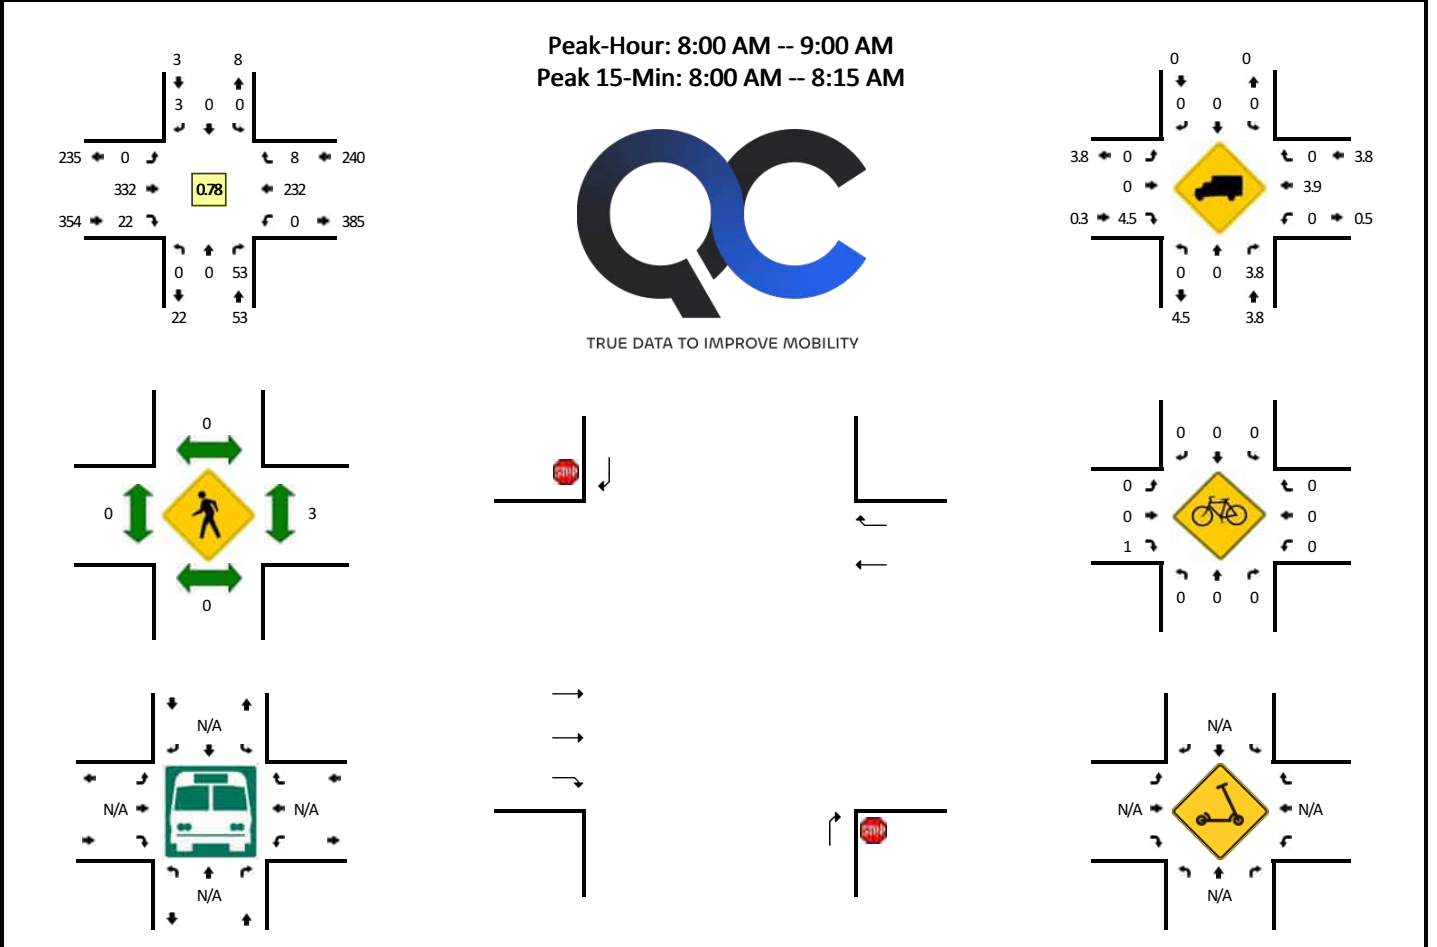 Peak-Hour: 8:00 AM -- 9:00 AM
Peak 15-Min: 8:00 AM -- 8:15 AM
3 8
3 0 0
235 0 8 240
332 0.78 232
354 22 0 385
0 0 53
22 53
TRUE DATA TO IMPROVE MOBILITY
0 0
0 0 0
3.8 0 0 3.8
0 3.9
0.3 4.5 0 0.5
0 0 3.8
4.5 3.8
0
0 3
0
STOP
STOP
0 0 0
0 0
0 0
1 0
0 0 0
N/A
N/A N/A
N/A
N/A
N/A N/A
N/A